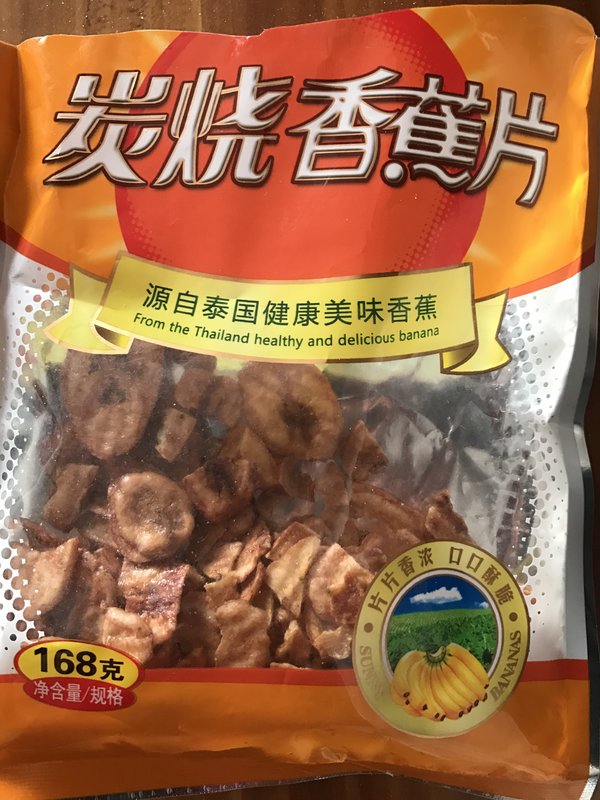 炭烧香蕉片
源自泰国健康美味香蕉
From the Thailand healthy and delicious banana
片片香浓 口口酥脆
BANANAS
168克
净含量/规格